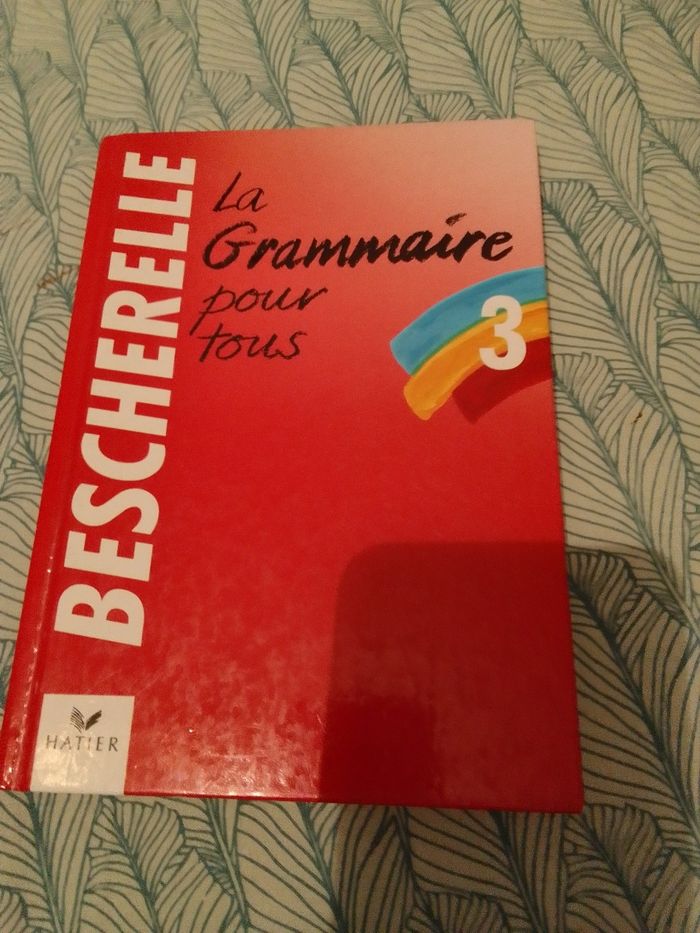 BESCHERELLE
La
Grammaire
pour
tous
3
HATIER